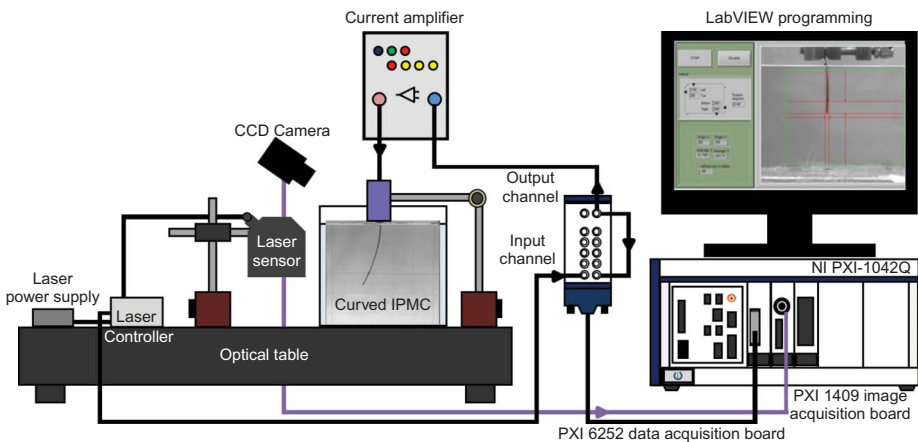 Current amplifier
LabVIEW programming
CCD Camera
Output
channel
Input
channel
Laser
sensor
Laser
power supply
Laser
Controller
Curved IPMC
Optical table
NI PXI-1042Q
PXI 1409 image
acquisition board
PXI 6252 data acquisition board